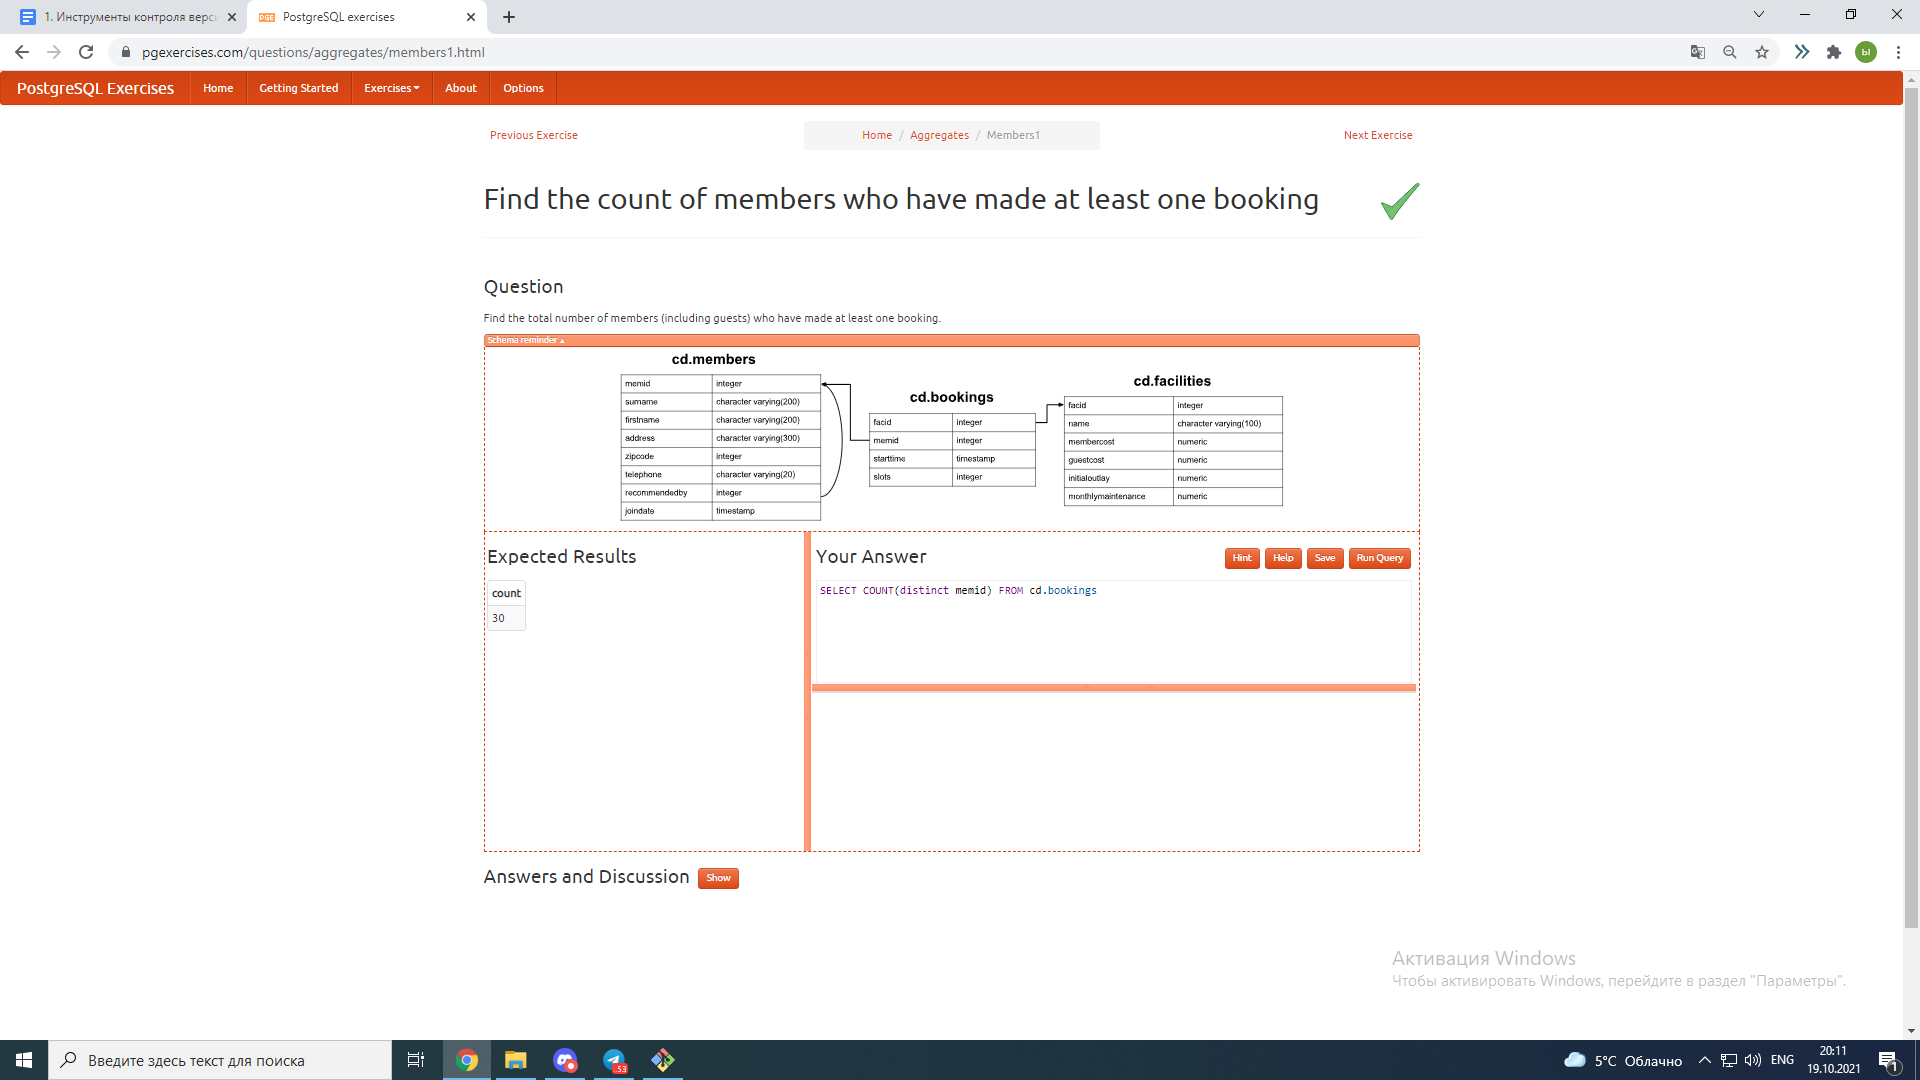 1. Инструменты контроля верс
PGE PostgreSQL exercises
pgexercises.com/questions/aggregates/members1.html
Ы
PostgreSQL Exercises Home Getting Started Exercises About Options
Previous Exercise Home / Aggregates / Members1 Next Exercise
Find the count of members who have made at least one booking
Question
Find the total number of members (including guests) who have made at least one booking.
Schema reminder
cd.members
memid integer
surname character varying(200)
firstname character varying(200)
address character varying(300)
zipcode integer
telephone character varying(20)
recommendedby integer
joindate timestamp
cd.bookings
facid integer
memid integer
starttime timestamp
slots integer
cd.facilities
facid integer
name character varying(100)
membercost numeric
guestcost numeric
initialoutlay numeric
monthlymaintenance numeric
Expected Results
count
30
Your Answer
Hint Help Save Run Query
SELECT COUNT(distinct memid) FROM cd.bookings
Answers and Discussion Show
Активация Windows
Чтобы активировать Windows, перейдите в раздел "Параметры".
Введите здесь текст для поиска
53
5°C Облачно
ENG
20:11
19.10.2021
1